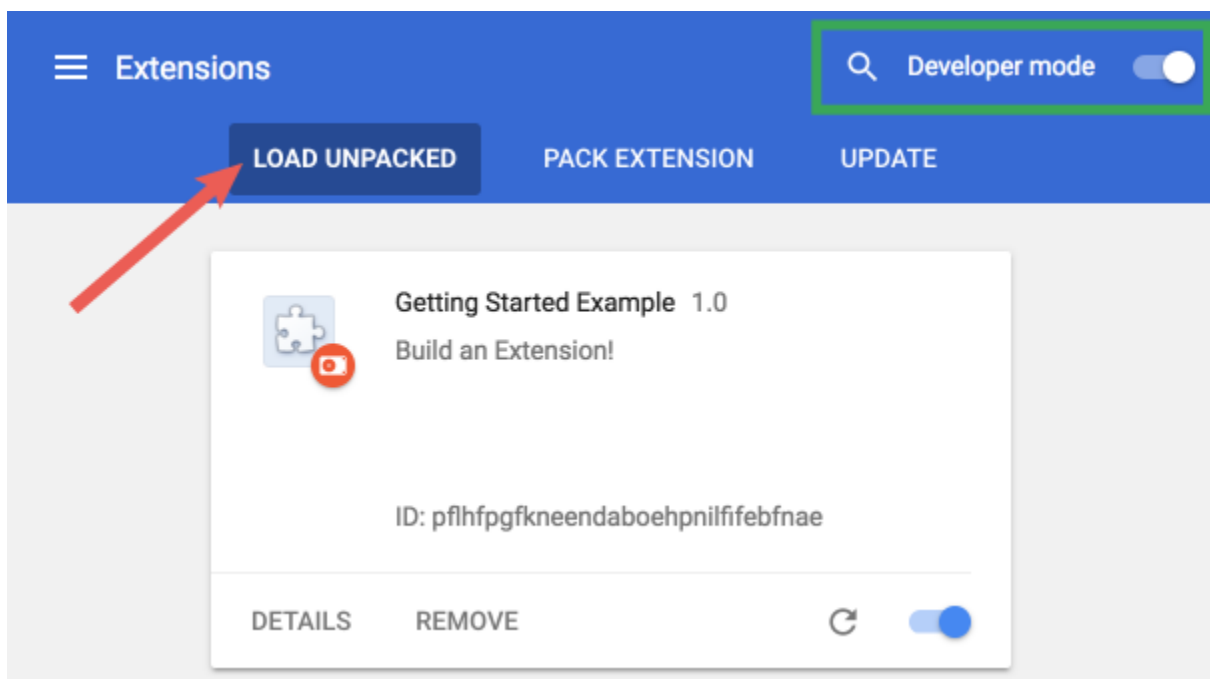 Extensions
Developer mode
LOAD UNPACKED
PACK EXTENSION
UPDATE
Getting Started Example 1.0
Build an Extension!
ID: pflhfpgfkneendaboehpnilfifebfnae
DETAILS
REMOVE